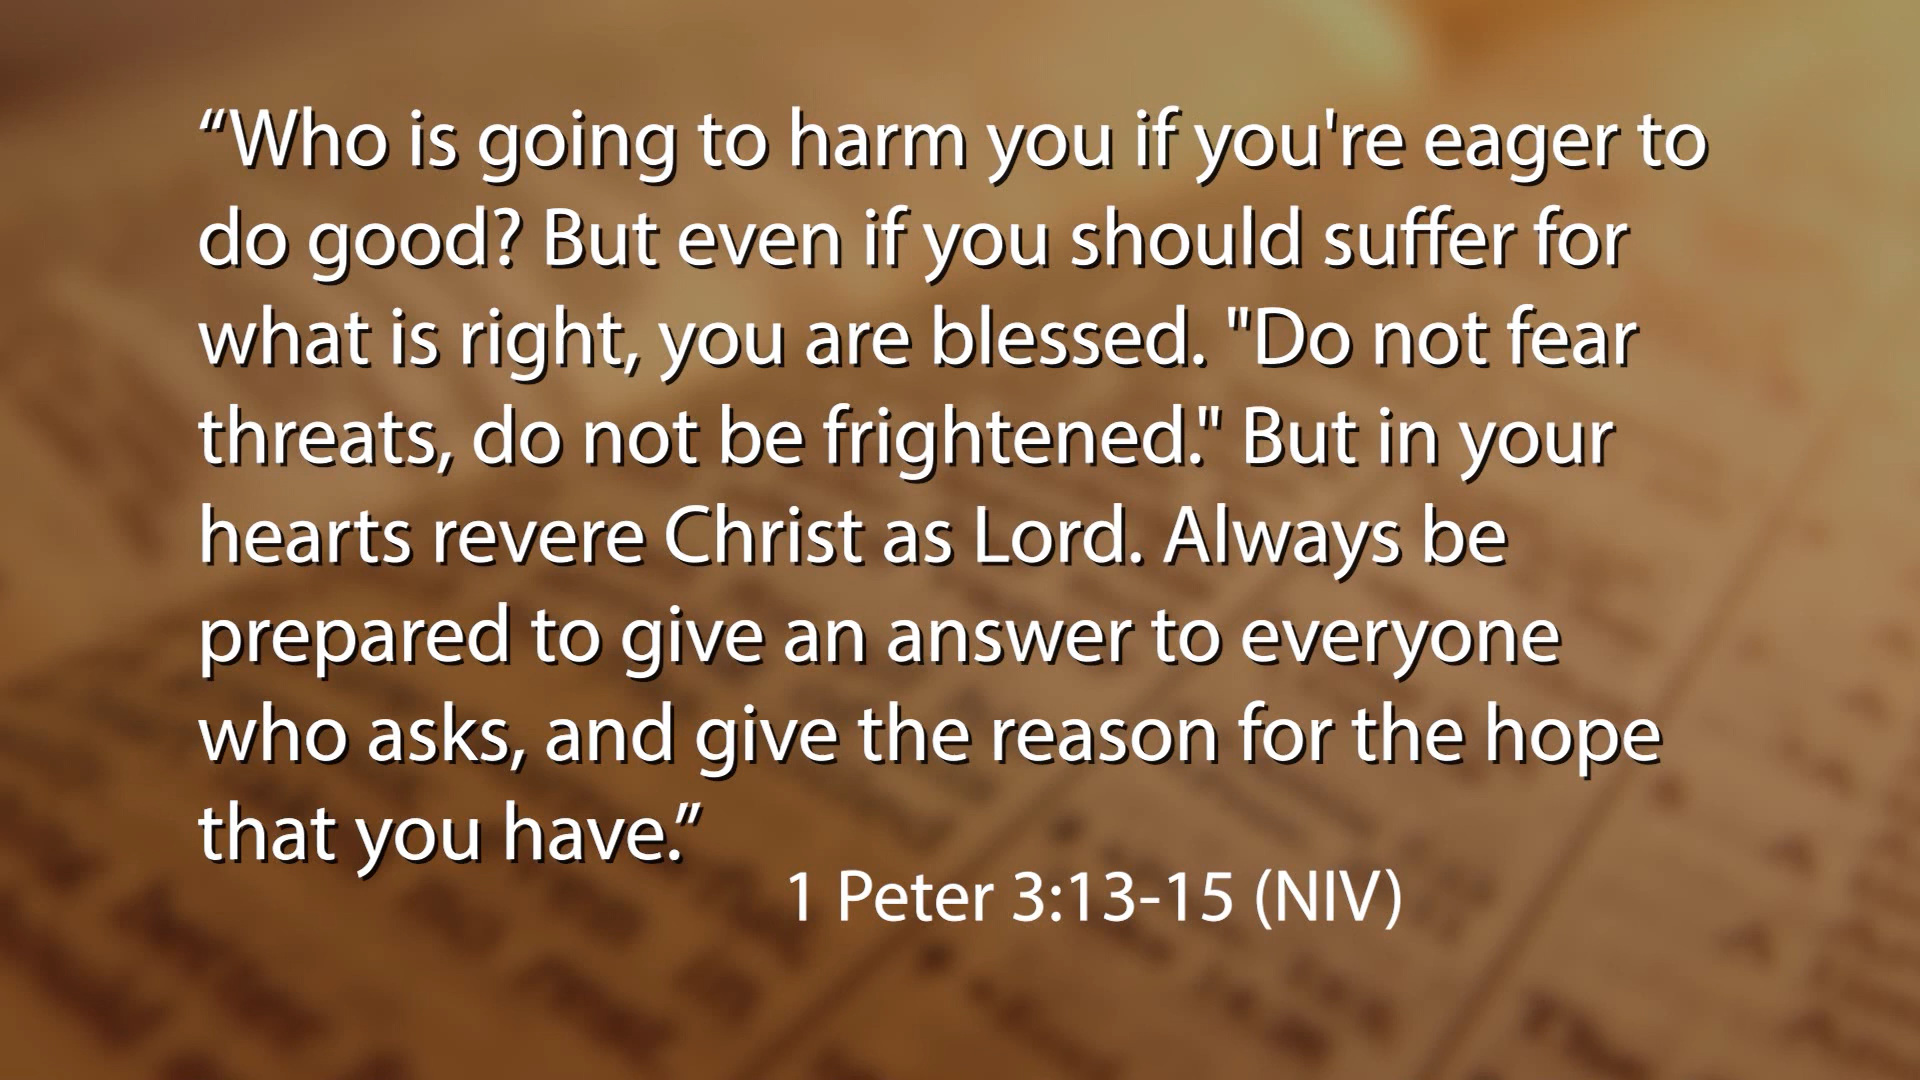 “Who is going to harm you if you're eager to
do good? But even if you should suffer for
what is right, you are blessed. "Do not fear
threats, do not be frightened." But in your
hearts revere Christ as Lord. Always be
prepared to give an answer to everyone
who asks, and give the reason for the hope
that you have.”
1 Peter 3:13-15 (NIV)